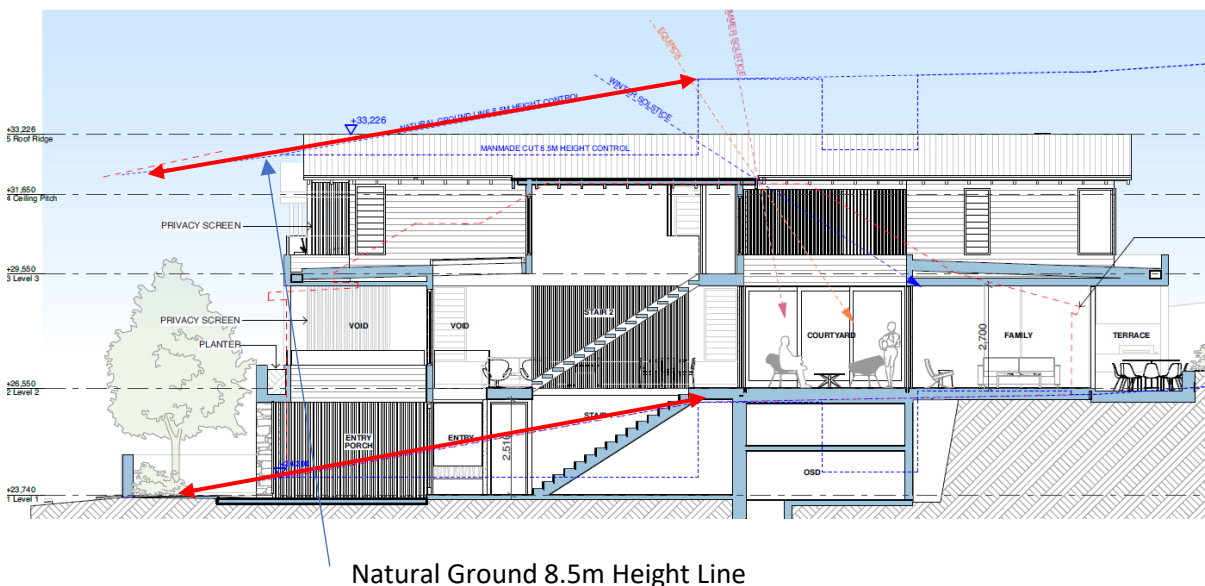 EQUINOX
WINTER SOLSTICE
NATURAL GROUND LINE 8.5M HEIGHT CONTROL
+33,226
+33,226
5 Roof Ridge
MANMADE CUT 8.5M HEIGHT CONTROL
+31,650
4 Ceiling Pitch
PRIVACY SCREEN
+29,550
3 Level 3
PRIVACY SCREEN
VOID
VOID
STAIR 2
COURTYARD
2,700
FAMILY
TERRACE
PLANTER
+26,550
2 Level 2
ENTRY
PORCH
ENTRY
2,510
STAIR
OSD
+23,740
1 Level 1
Natural Ground 8.5m Height Line